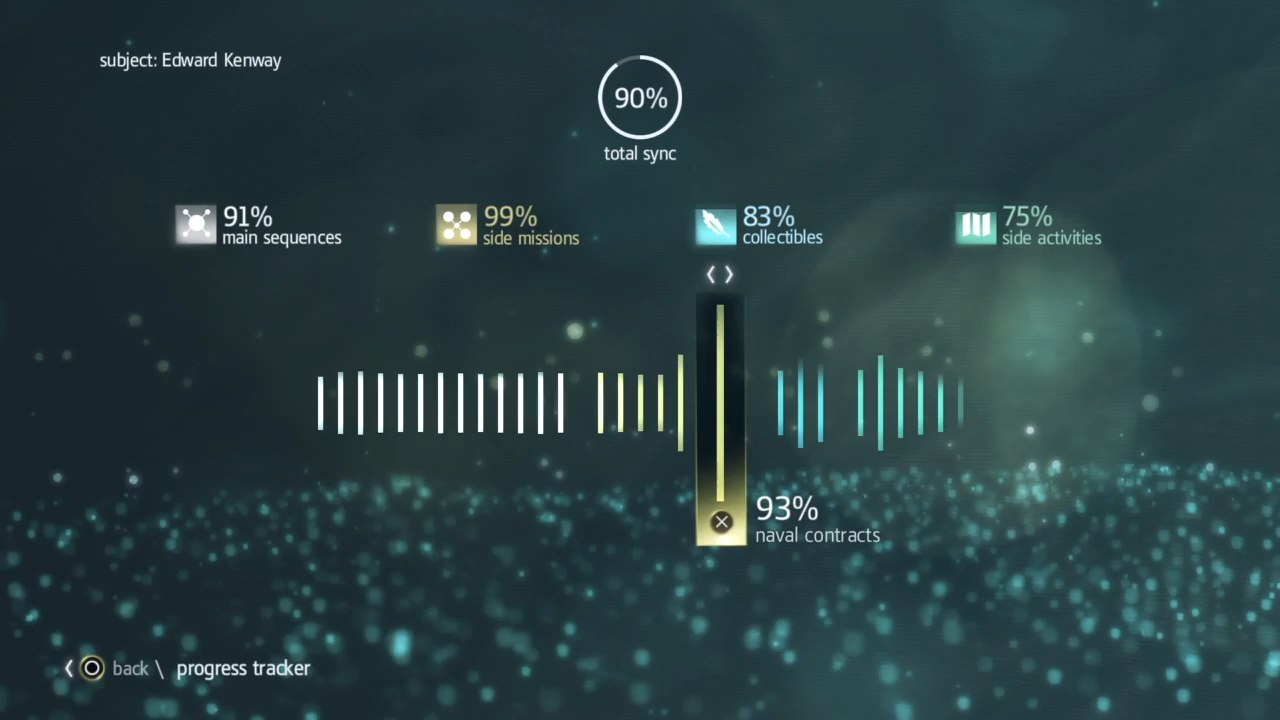 subject: Edward Kenway
90%
total sync
91%
main sequences
99%
side missions
83%
collectibles
75%
side activities
93%
naval contracts
back \ progress tracker